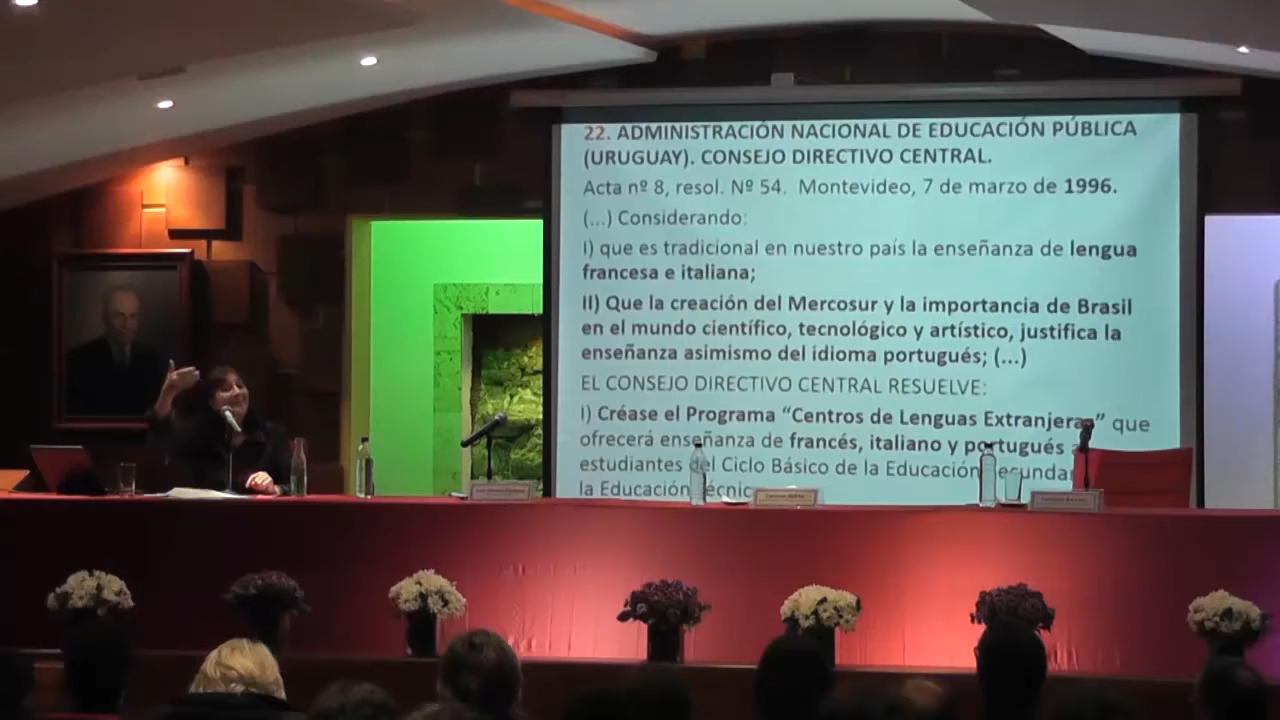 22. ADMINISTRACIÓN NACIONAL DE EDUCACIÓN PÚBLICA
(URUGUAY). CONSEJO DIRECTIVO CENTRAL.
Acta nº 8, resol. Nº 54. Montevideo, 7 de marzo de 1996.
(...) Considerando:
I) que es tradicional en nuestro país la enseñanza de lengua
francesa e italiana;
II) Que la creación del Mercosur y la importancia de Brasil
en el mundo científico, tecnológico y artístico, justifica la
enseñanza asimismo del idioma portugués; (...)
EL CONSEJO DIRECTIVO CENTRAL RESUELVE:
I) Créase el Programa “Centros de Lenguas Extranjeras” que
ofrecerá enseñanza de francés, italiano y portugués
estudiantes del Ciclo Básico de la Educación
la Educación